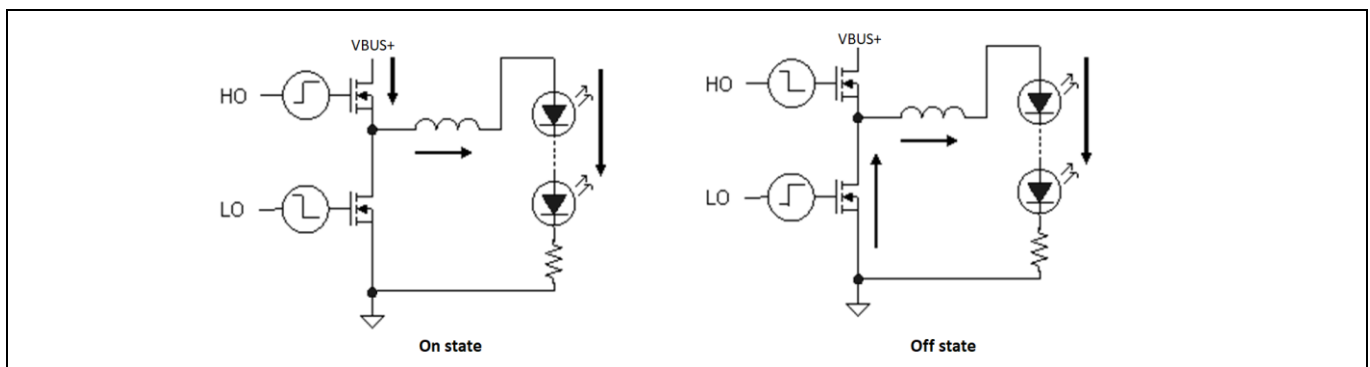 VBUS+
HO
LO
On state
VBUS+
HO
LO
Off state